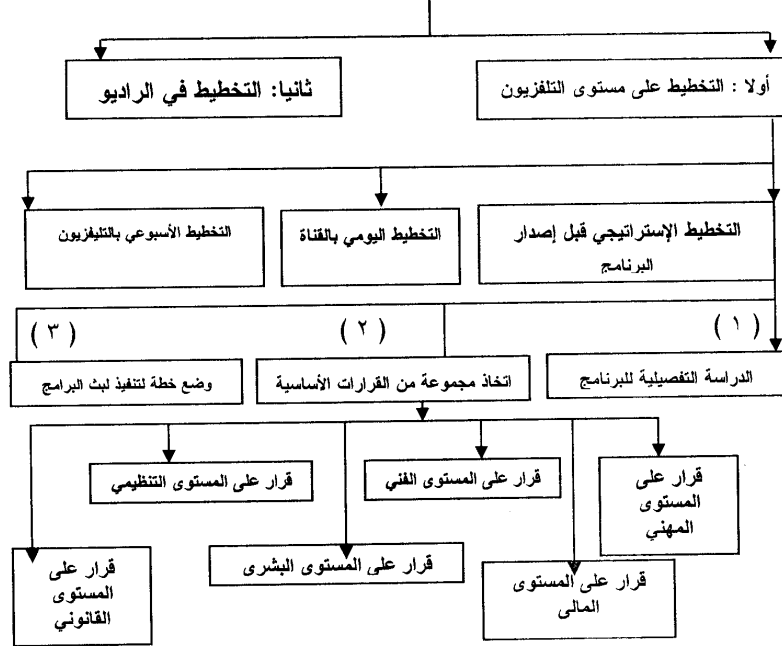 أولا : التخطيط على مستوى التلفزيون
ثانيا: التخطيط في الراديو
التخطيط الإستراتيجي قبل إصدار
البرنامج
التخطيط اليومي بالقناة
التخطيط الأسبوعي بالتليفزيون
( ١ )
( ٢ )
( ٣ )
الدراسة التفصيلية للبرنامج
اتخاذ مجموعة من القرارات الأساسية
وضع خطة لتنفيذ لبث البرامج
قرار على
المستوى
المهني
قرار على المستوى الفني
قرار على المستوى التنظيمي
قرار على المستوى
المالى
قرار على المستوى البشرى
قرار على
المستوى
القانوني